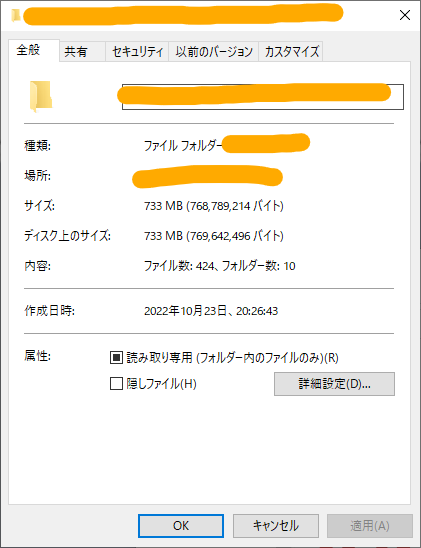 全般 共有 セキュリティ 以前のバージョン カスタマイズ
種類: ファイル フォルダー
場所:
サイズ: 733 MB (768,789,214 バイト)
ディスク上のサイズ: 733 MB (769,642,496 バイト)
内容: ファイル数: 424、フォルダー数: 10
作成日時: 2022年10月23日、20:26:43
属性: 読み取り専用 (フォルダー内のファイルのみ)(R)
隠しファイル(H) 詳細設定(D)...
OK キャンセル 適用(A)